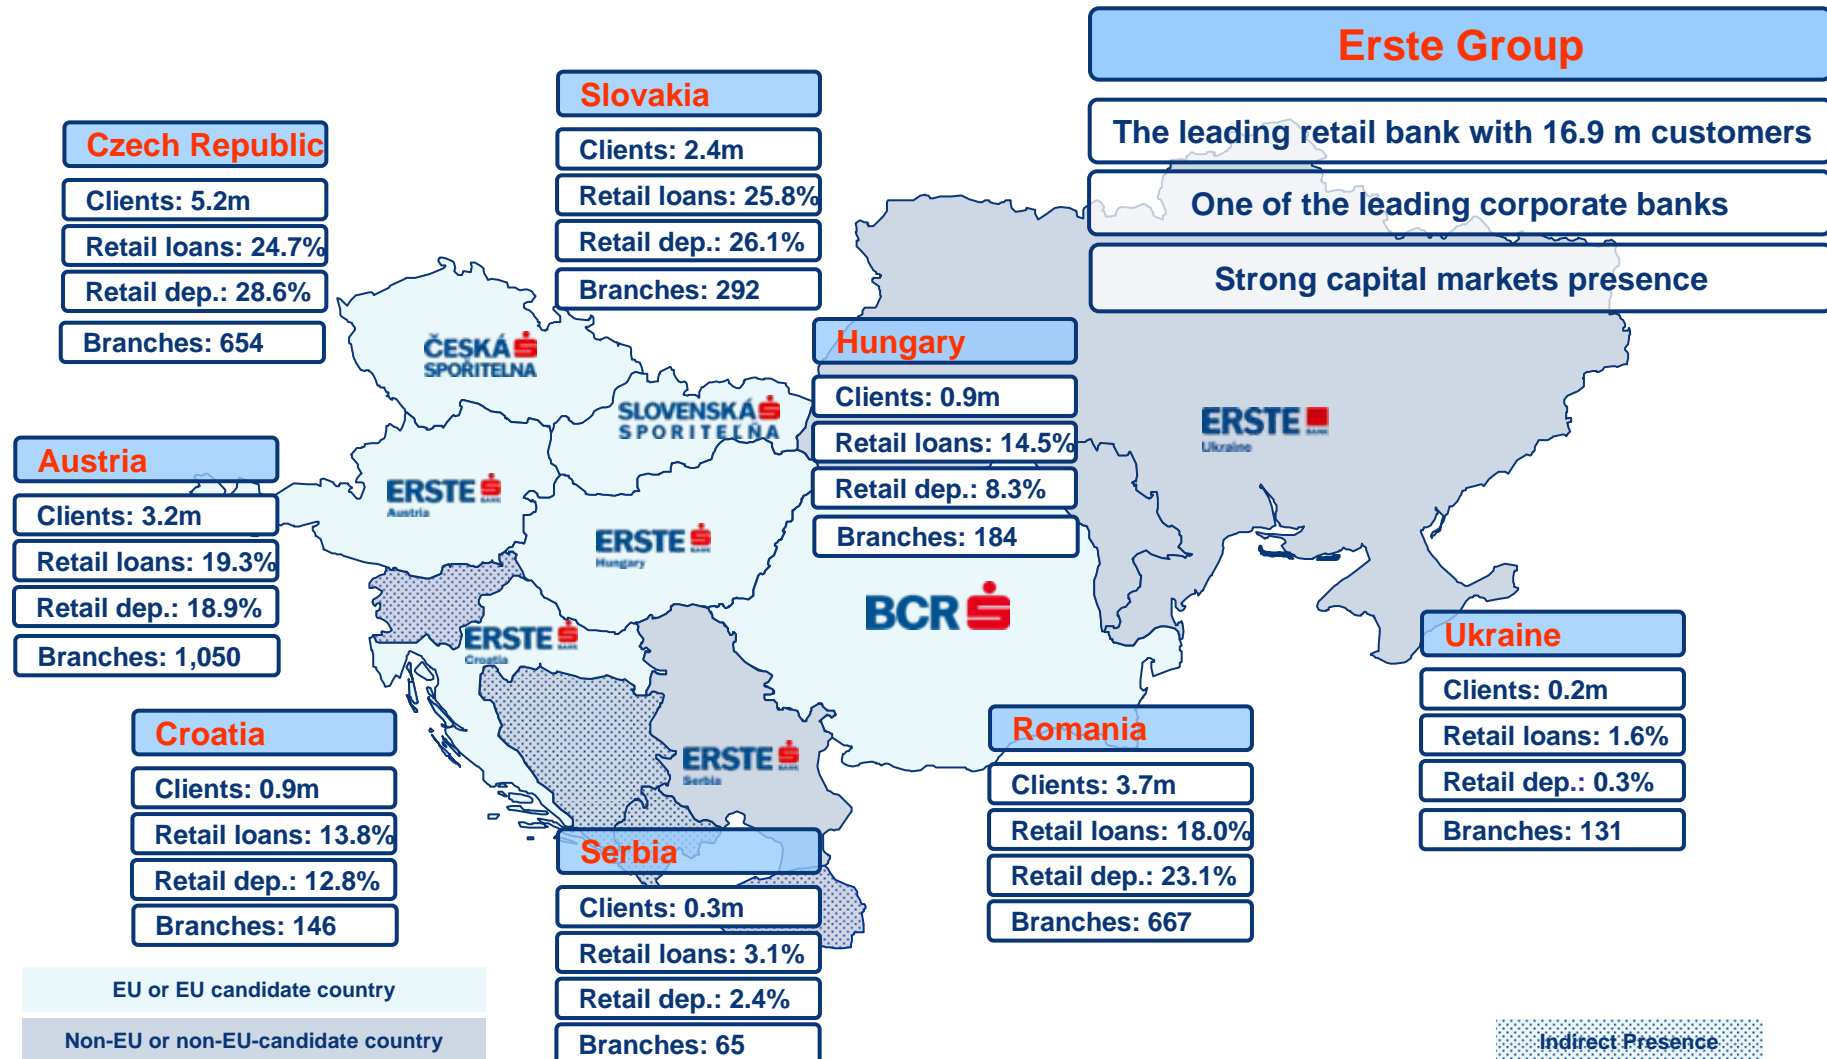 Erste Group
The leading retail bank with 16.9 m customers
One of the leading corporate banks
Strong capital markets presence
Slovakia
Clients: 2.4m
Retail loans: 25.8%
Retail dep.: 26.1%
Branches: 292
Czech Republic
Clients: 5.2m
Retail loans: 24.7%
Retail dep.: 28.6%
Branches: 654
ČESKÁ
SPOŘITELNA
SLOVENSKÁ
SPORITEĽŇA
Hungary
Clients: 0.9m
Retail loans: 14.5%
Retail dep.: 8.3%
Branches: 184
ERSTE BANK
Ukraine
Austria
Clients: 3.2m
Retail loans: 19.3%
Retail dep.: 18.9%
Branches: 1,050
ERSTE BANK
Austria
ERSTE BANK
Hungary
BCR
ERSTE BANK
Croatia
ERSTE BANK
Serbia
Ukraine
Clients: 0.2m
Retail loans: 1.6%
Retail dep.: 0.3%
Branches: 131
Croatia
Clients: 0.9m
Retail loans: 13.8%
Retail dep.: 12.8%
Branches: 146
Romania
Clients: 3.7m
Retail loans: 18.0%
Retail dep.: 23.1%
Branches: 667
Serbia
Clients: 0.3m
Retail loans: 3.1%
Retail dep.: 2.4%
Branches: 65
EU or EU candidate country
Non-EU or non-EU-candidate country
Indirect Presence